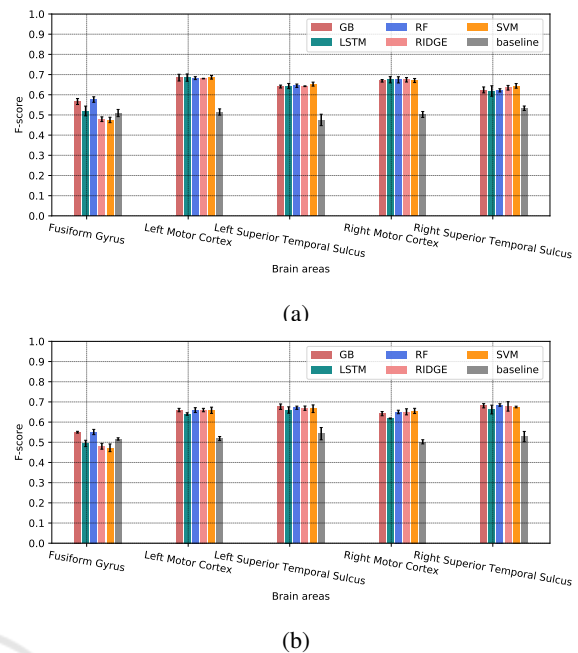 1.0
0.9
0.8
0.7
0.6
0.5
0.4
0.3
0.2
0.1
0.0
F-score
GB RF SVM
LSTM RIDGE baseline
Fusiform Gyrus
Left Motor Cortex
Left Superior Temporal Sulcus
Right Motor Cortex
Right Superior Temporal Sulcus
Brain areas
(a)
1.0
0.9
0.8
0.7
0.6
0.5
0.4
0.3
0.2
0.1
0.0
F-score
GB RF SVM
LSTM RIDGE baseline
Fusiform Gyrus
Left Motor Cortex
Left Superior Temporal Sulcus
Right Motor Cortex
Right Superior Temporal Sulcus
Brain areas
(b)